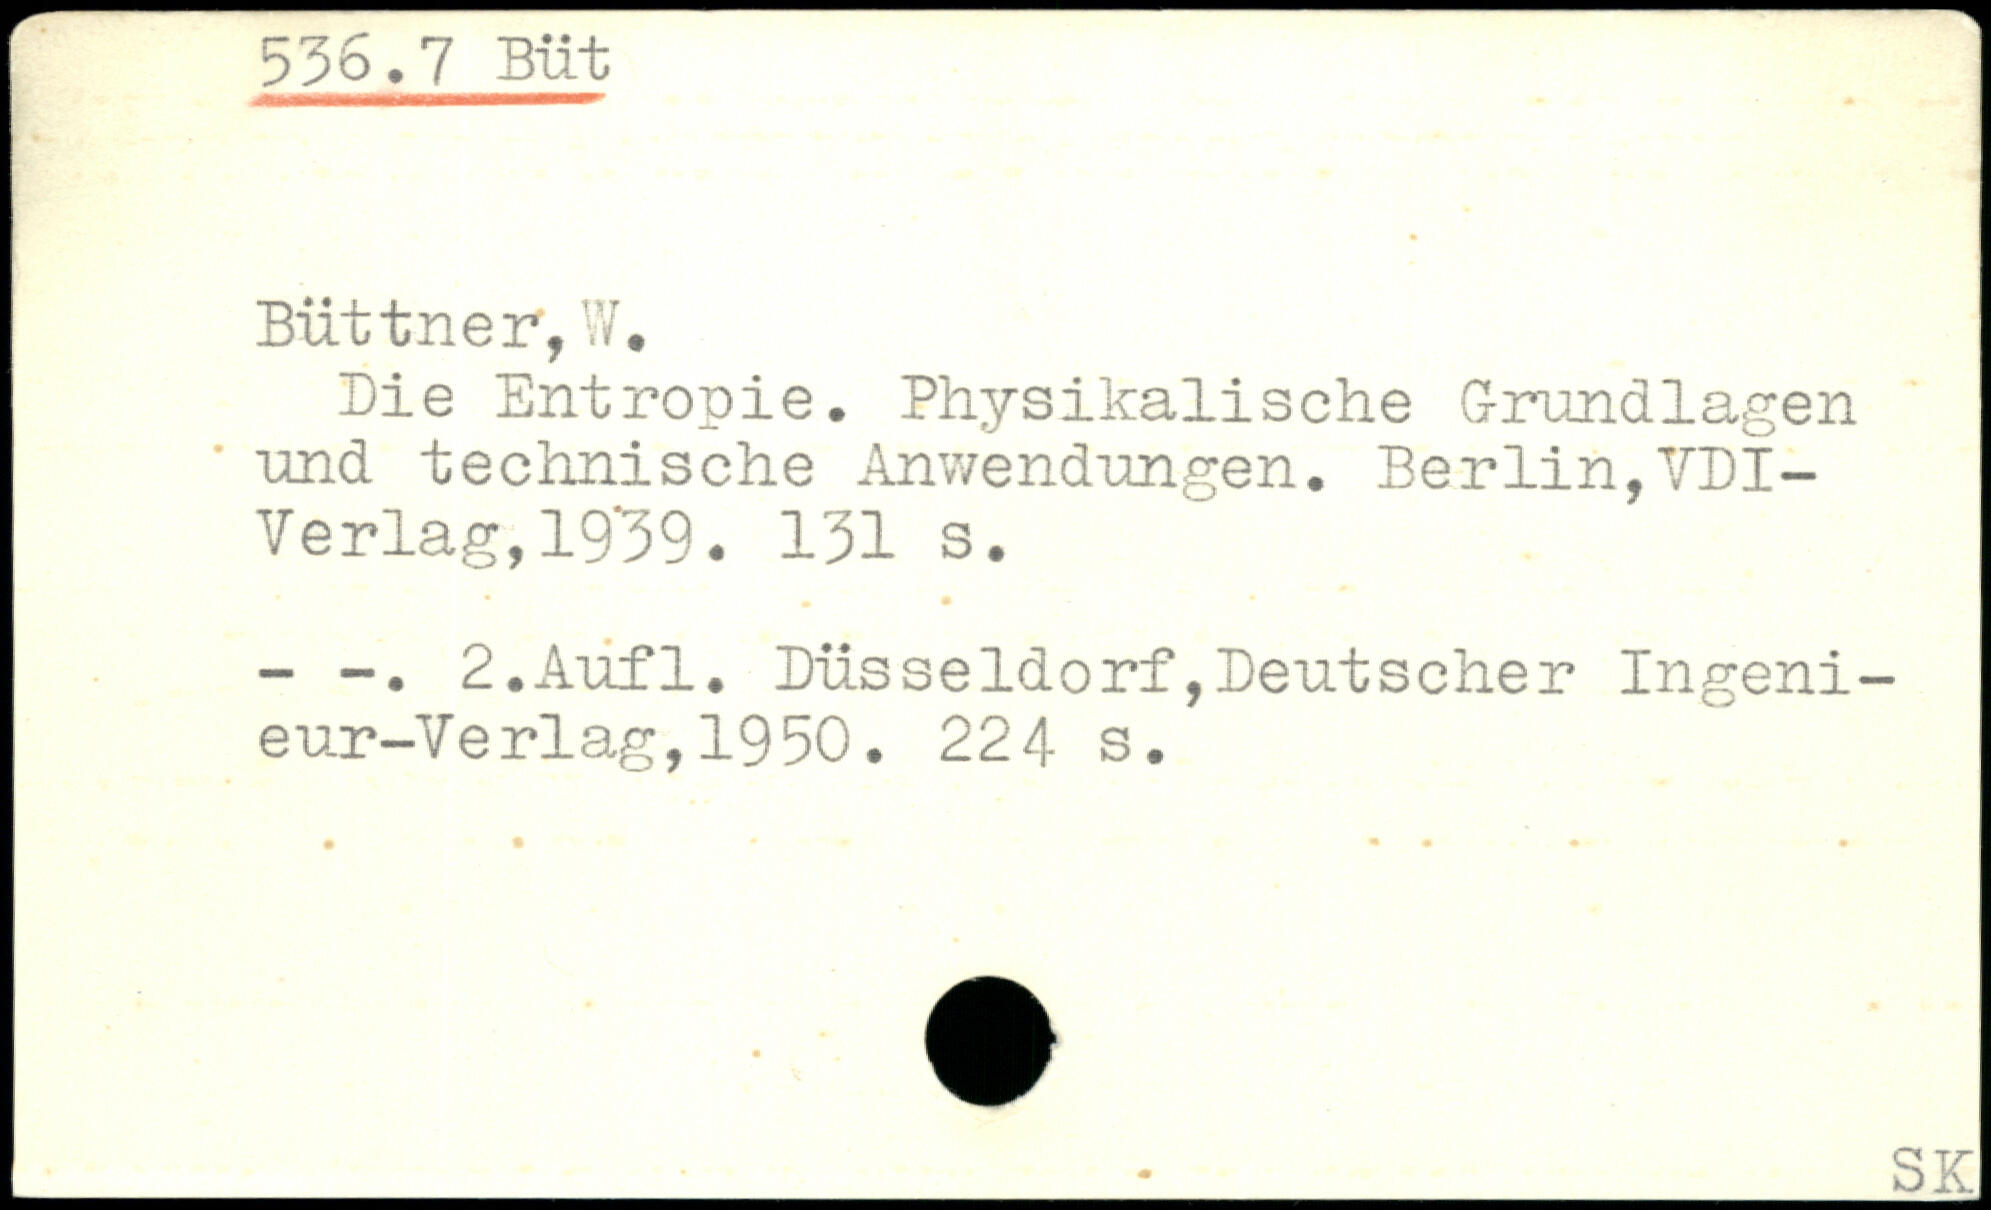 536.7 Büt
Büttner,W.
Die Entropie. Physikalische Grundlagen
und technische Anwendungen. Berlin,VDI-
Verlag,1939. 131 s.
- -. 2.Aufl. Düsseldorf,Deutscher Ingeni-
eur-Verlag,1950. 224 s.
SK